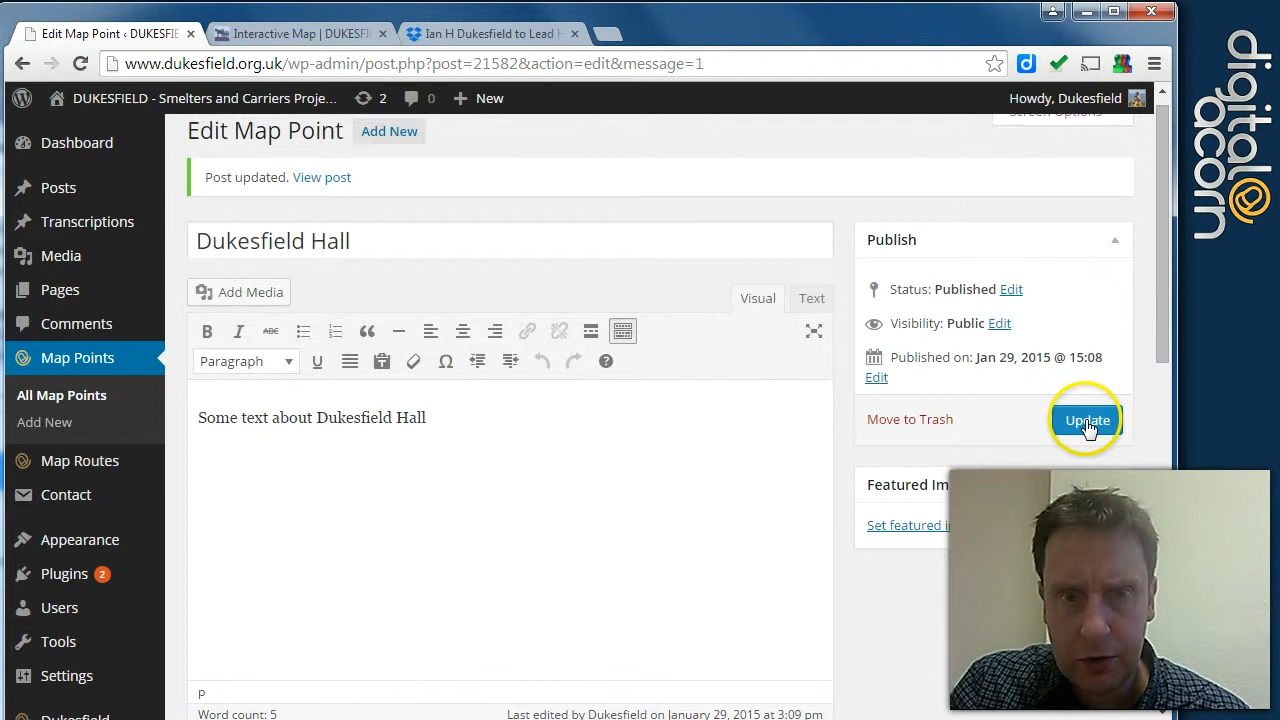 Edit Map Point ‹ DUKESFIE
Interactive Map | DUKESF
Ian H Dukesfield to Lead H
www.dukesfield.org.uk/wp-admin/post.php?post=21582&action=edit&message=1
DUKESFIELD - Smelters and Carriers Proje...
2
0
New
Howdy, Dukesfield
Dashboard
Posts
Transcriptions
Media
Pages
Comments
Map Points
All Map Points
Add New
Map Routes
Contact
Appearance
Plugins 2
Users
Tools
Settings
Dukesfield
Edit Map Point
Add New
Screen Options
Post updated. View post
Dukesfield Hall
Add Media
Visual
Text
B I ABC
Paragraph
U
Some text about Dukesfield Hall
p
Word count: 5
last edited by Dukesfield on January 29, 2015 at 3:09 pm
Publish
Status: Published Edit
Visibility: Public Edit
Published on: Jan 29, 2015 @ 15:08
Edit
Move to Trash
Update
Featured Im
Set featured i
digital@
acorn